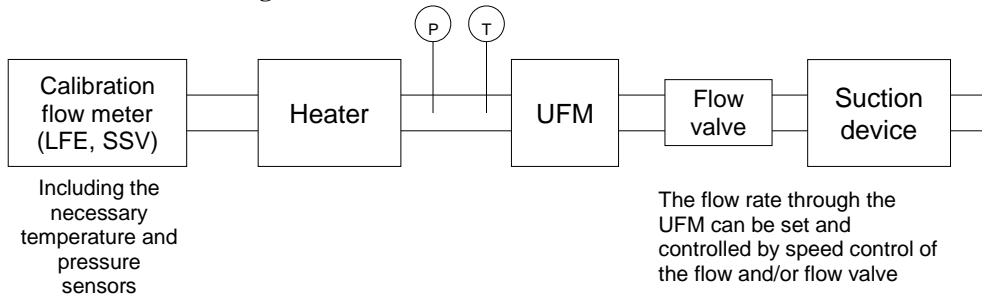 P
T
Calibration
flow meter
(LFE, SSV)
Heater
UFM
Flow
valve
Suction
device
Including the
necessary
temperature and
pressure
sensors
The flow rate through the
UFM can be set and
controlled by speed control of
the flow and/or flow valve